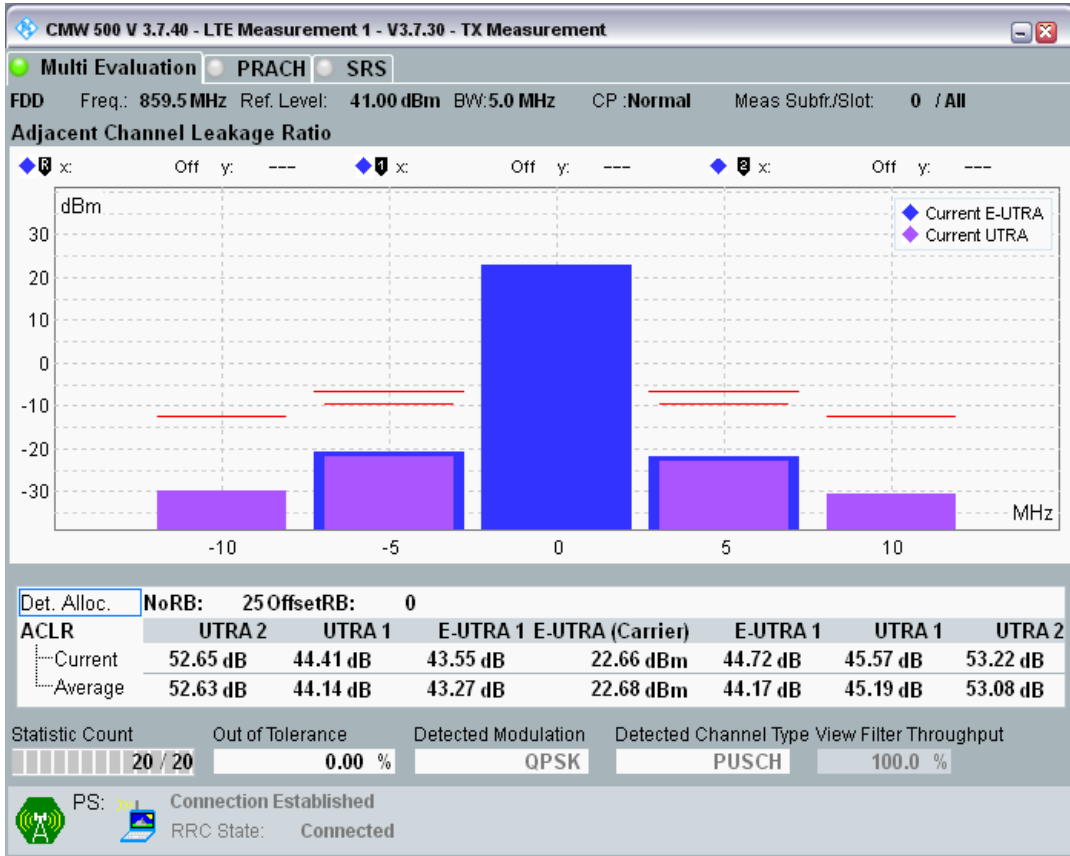 CMW 500 V 3.7.40 - LTE Measurement 1 - V3.7.30 - TX Measurement
Multi Evaluation PRACH SRS
FDD Freq.: 859.5 MHz Ref. Level: 41.00 dBm BW: 5.0 MHz CP :Normal Meas Subfr./Slot: 0 / All
Adjacent Channel Leakage Ratio
R x: Off y: --- 1 x: Off y: --- 2 x: Off y: ---
dBm
Current E-UTRA
Current UTRA
30
20
10
0
-10
-20
-30
MHz
-10 -5 0 5 10
Det. Alloc. NoRB: 25 OffsetRB: 0
ACLR UTRA 2 UTRA 1 E-UTRA 1 E-UTRA (Carrier) E-UTRA 1 UTRA 1 UTRA 2
Current 52.65 dB 44.41 dB 43.55 dB 22.66 dBm 44.72 dB 45.57 dB 53.22 dB
Average 52.63 dB 44.14 dB 43.27 dB 22.68 dBm 44.17 dB 45.19 dB 53.08 dB
Statistic Count Out of Tolerance Detected Modulation Detected Channel Type View Filter Throughput
20 / 20 0.00 % QPSK PUSCH 100.0 %
PS: Connection Established
RRC State: Connected